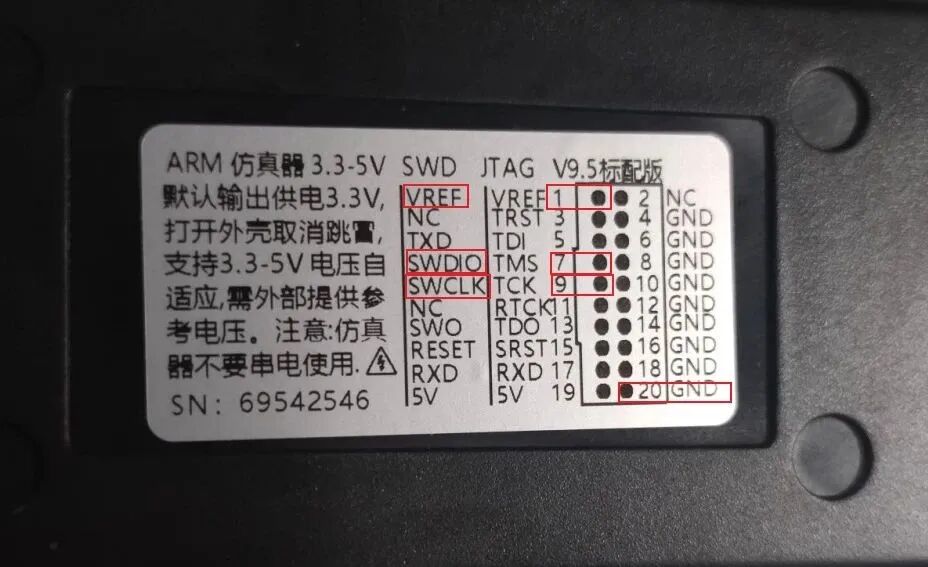 ARM 仿真器 3.3-5V SWD JTAG V9.5标配版
默认输出供电3.3V,
打开外壳取消跳冒,
支持3.3-5V 电压自
适应,需外部提供参
考电压。注意:仿真
器不要串电使用.
SN: 69542546
VREF VREF 1 2 NC
NC TRST 3 4 GND
TXD TDI 5 6 GND
SWDIO TMS 7 8 GND
SWCLK TCK 9 10 GND
NC RTCK 11 12 GND
SWO TDO 13 14 GND
RESET SRST 15 16 GND
RXD RXD 17 18 GND
5V 5V 19 20 GND